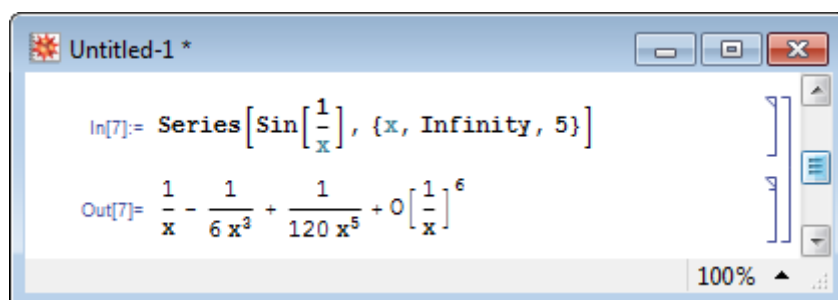 Untitled-1 *
In[7]:= Series[Sin[1/x], {x, Infinity, 5}]
Out[7]= 1/x - 1/(6 x^3) + 1/(120 x^5) + O[1/x]^6
100%